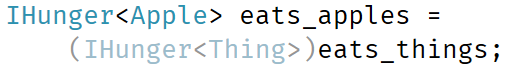 IHunger<Apple> eats_apples =
(IHunger<Thing>)eats_things;